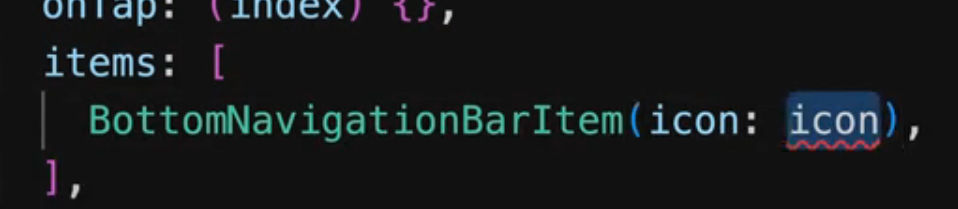 onTap: (index) {},
items: [
BottomNavigationBarItem(icon: icon),
],